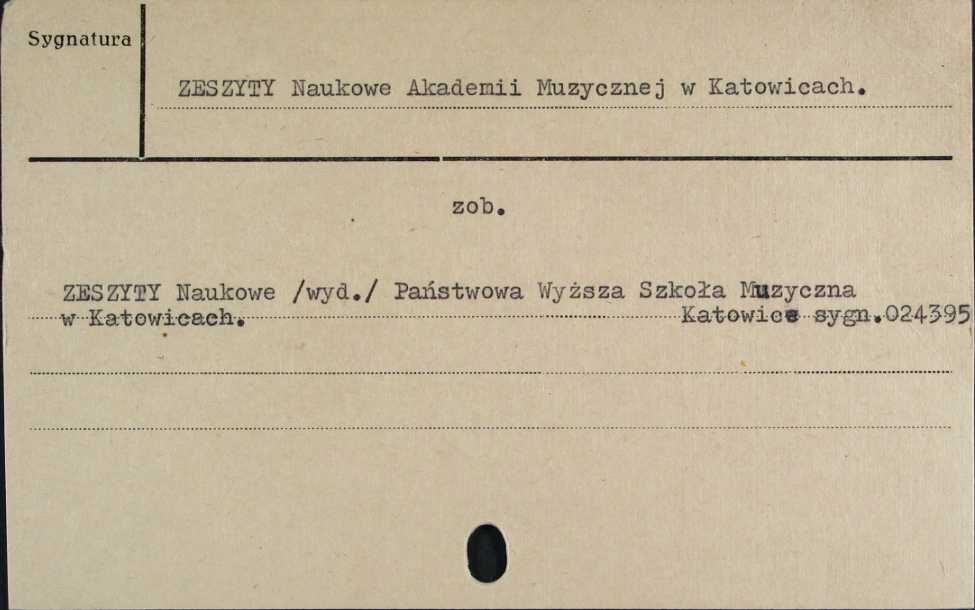 Sygnatura
ZESZYTY Naukowe Akademii Muzycznej w Katowicach.
zob.
ZESZYTY Naukowe /wyd./ Państwowa Wyższa Szkoła Muzyczna
w Katowicach. Katowice sygn.024395